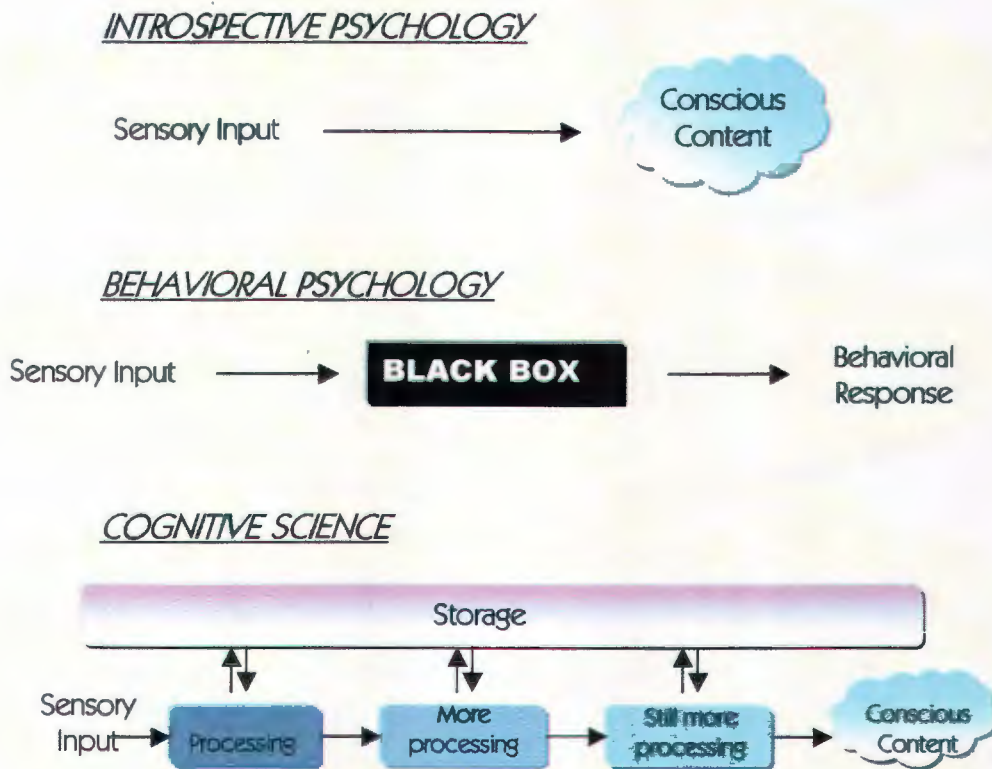 INTROSPECTIVE PSYCHOLOGY
Sensory Input
Conscious
Content
BEHAVIORAL PSYCHOLOGY
Sensory Input
BLACK BOX
Behavioral
Response
COGNITIVE SCIENCE
Storage
Sensory
Input
Processing
More
processing
Still more
processing
Conscious
Content